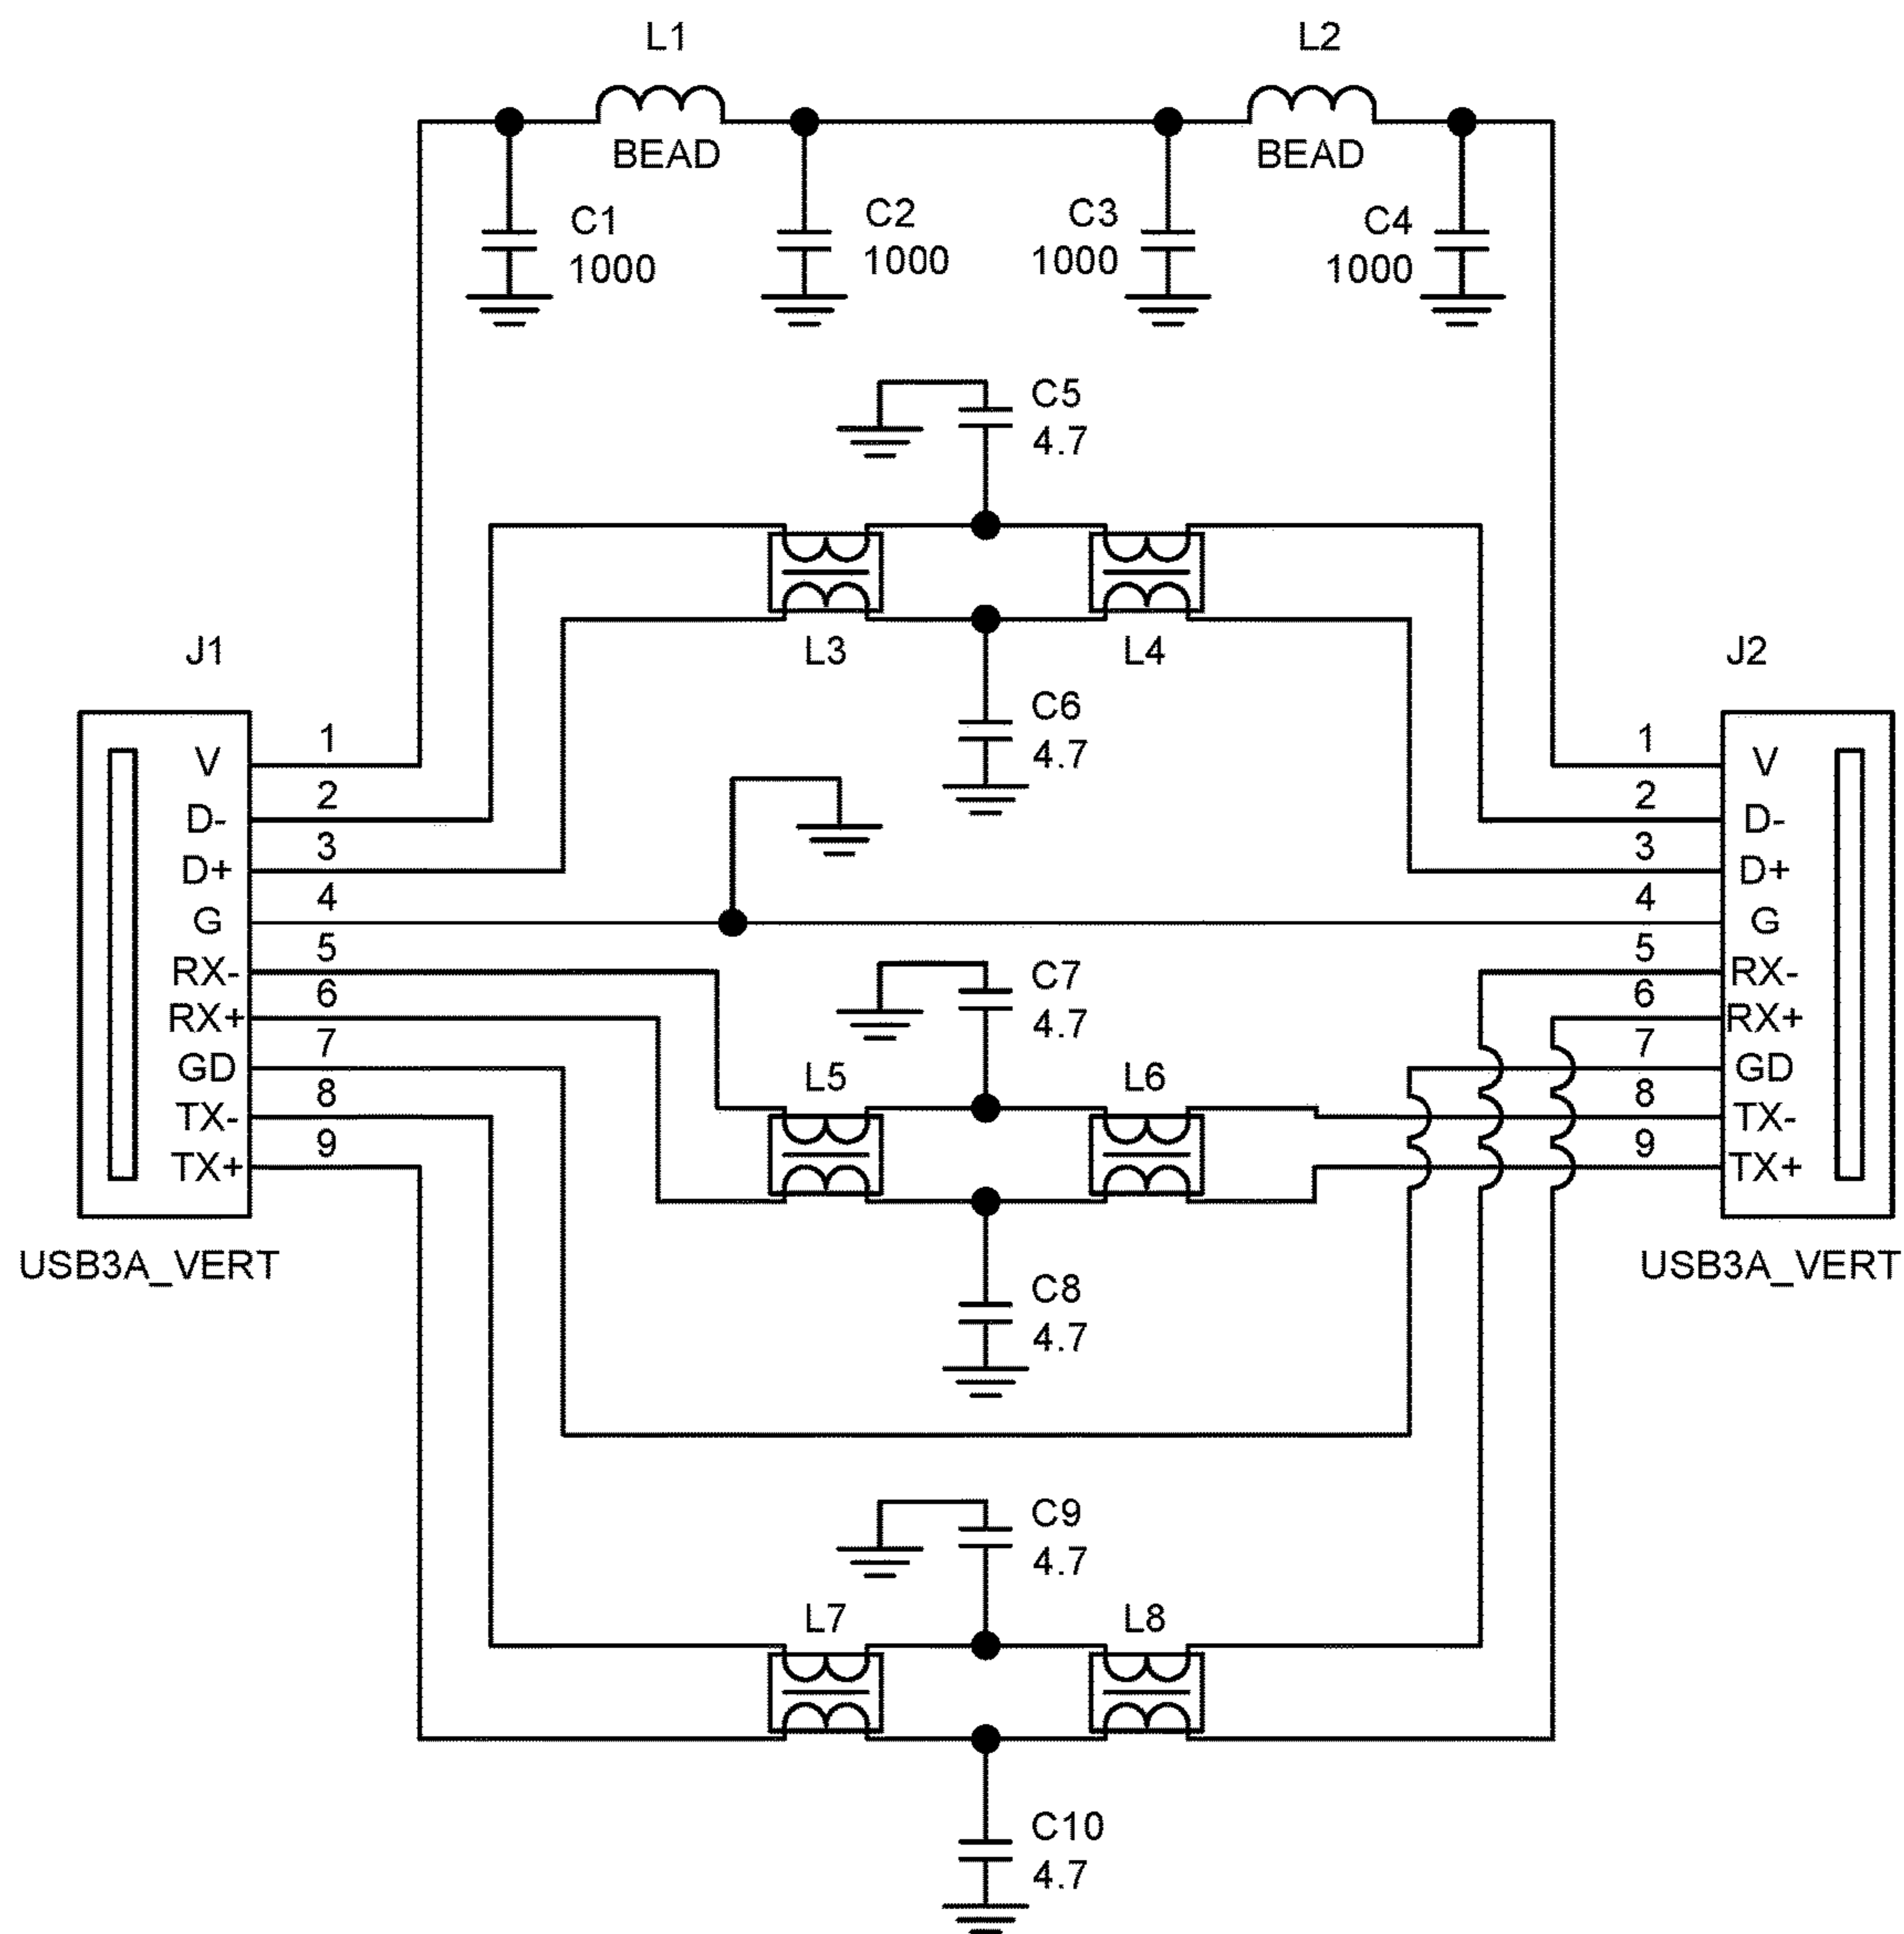 L1
L2
BEAD
BEAD
C1
1000
C2
1000
C3
1000
C4
1000
C5
4.7
L3
L4
C6
4.7
J1
J2
1
V
2
D-
3
D+
4
G
5
RX-
6
RX+
7
GD
8
TX-
9
TX+
USB3A_VERT
1
V
2
D-
3
D+
4
G
5
RX-
6
RX+
7
GD
8
TX-
9
TX+
USB3A_VERT
C7
4.7
L5
L6
C8
4.7
C9
4.7
L7
L8
C10
4.7